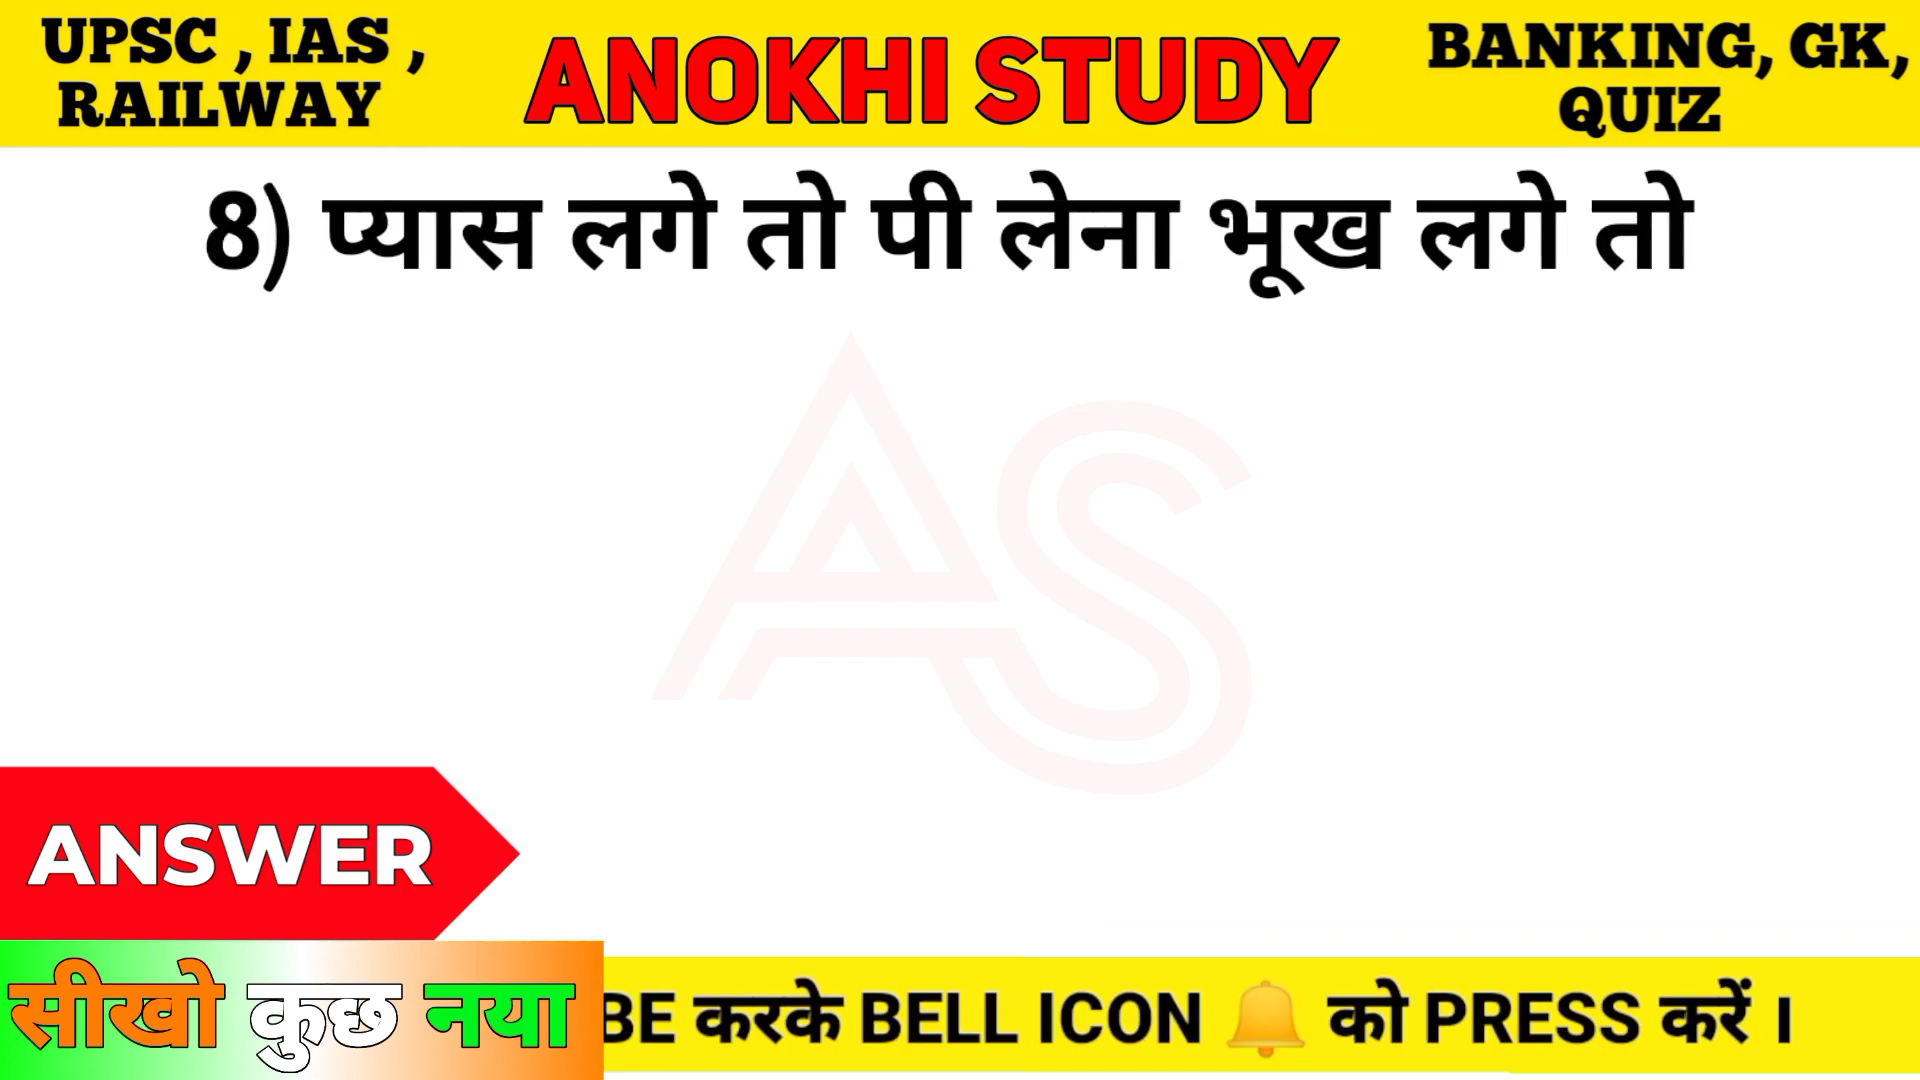 UPSC , IAS ,
RAILWAY
ANOKHI STUDY
BANKING, GK,
QUIZ
8) प्यास लगे तो पी लेना भूख लगे तो
AS
ANSWER
सीखो कुछ नया
BE करके BELL ICON 🔔 को PRESS करें ।